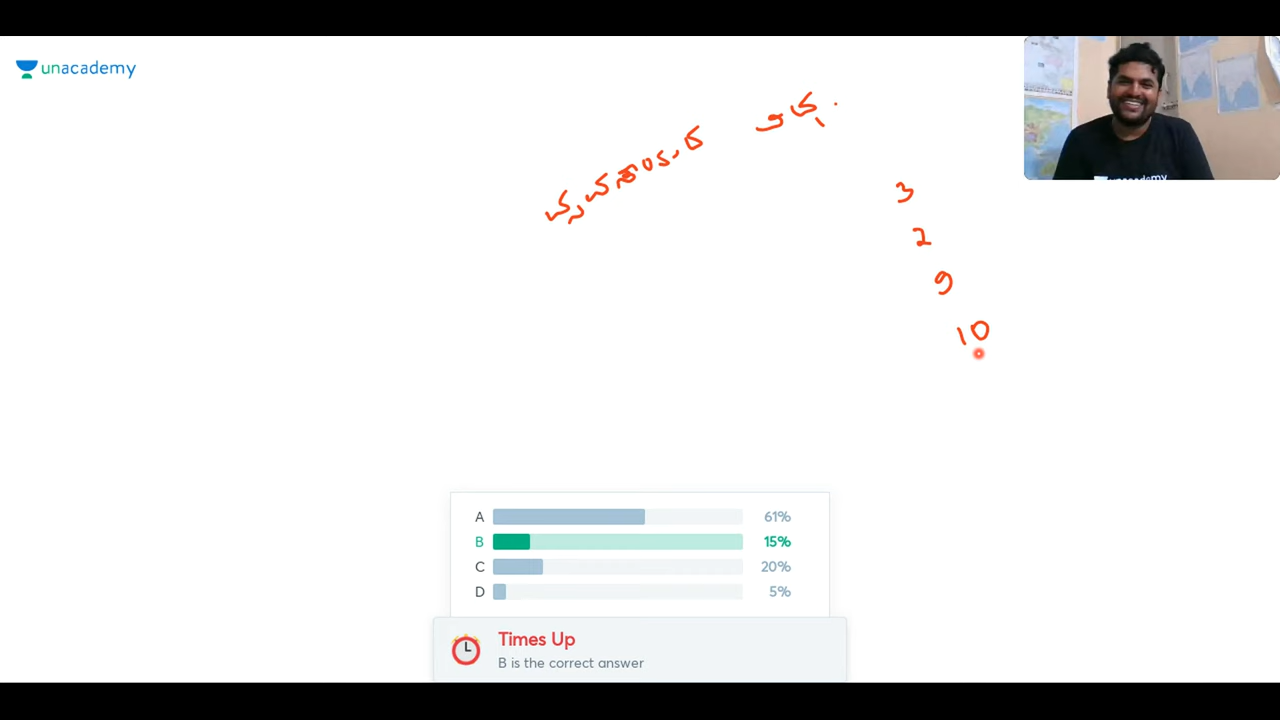 unacademy
3
2
9
10
A 61%
B 15%
C 20%
D 5%
Times Up
B is the correct answer